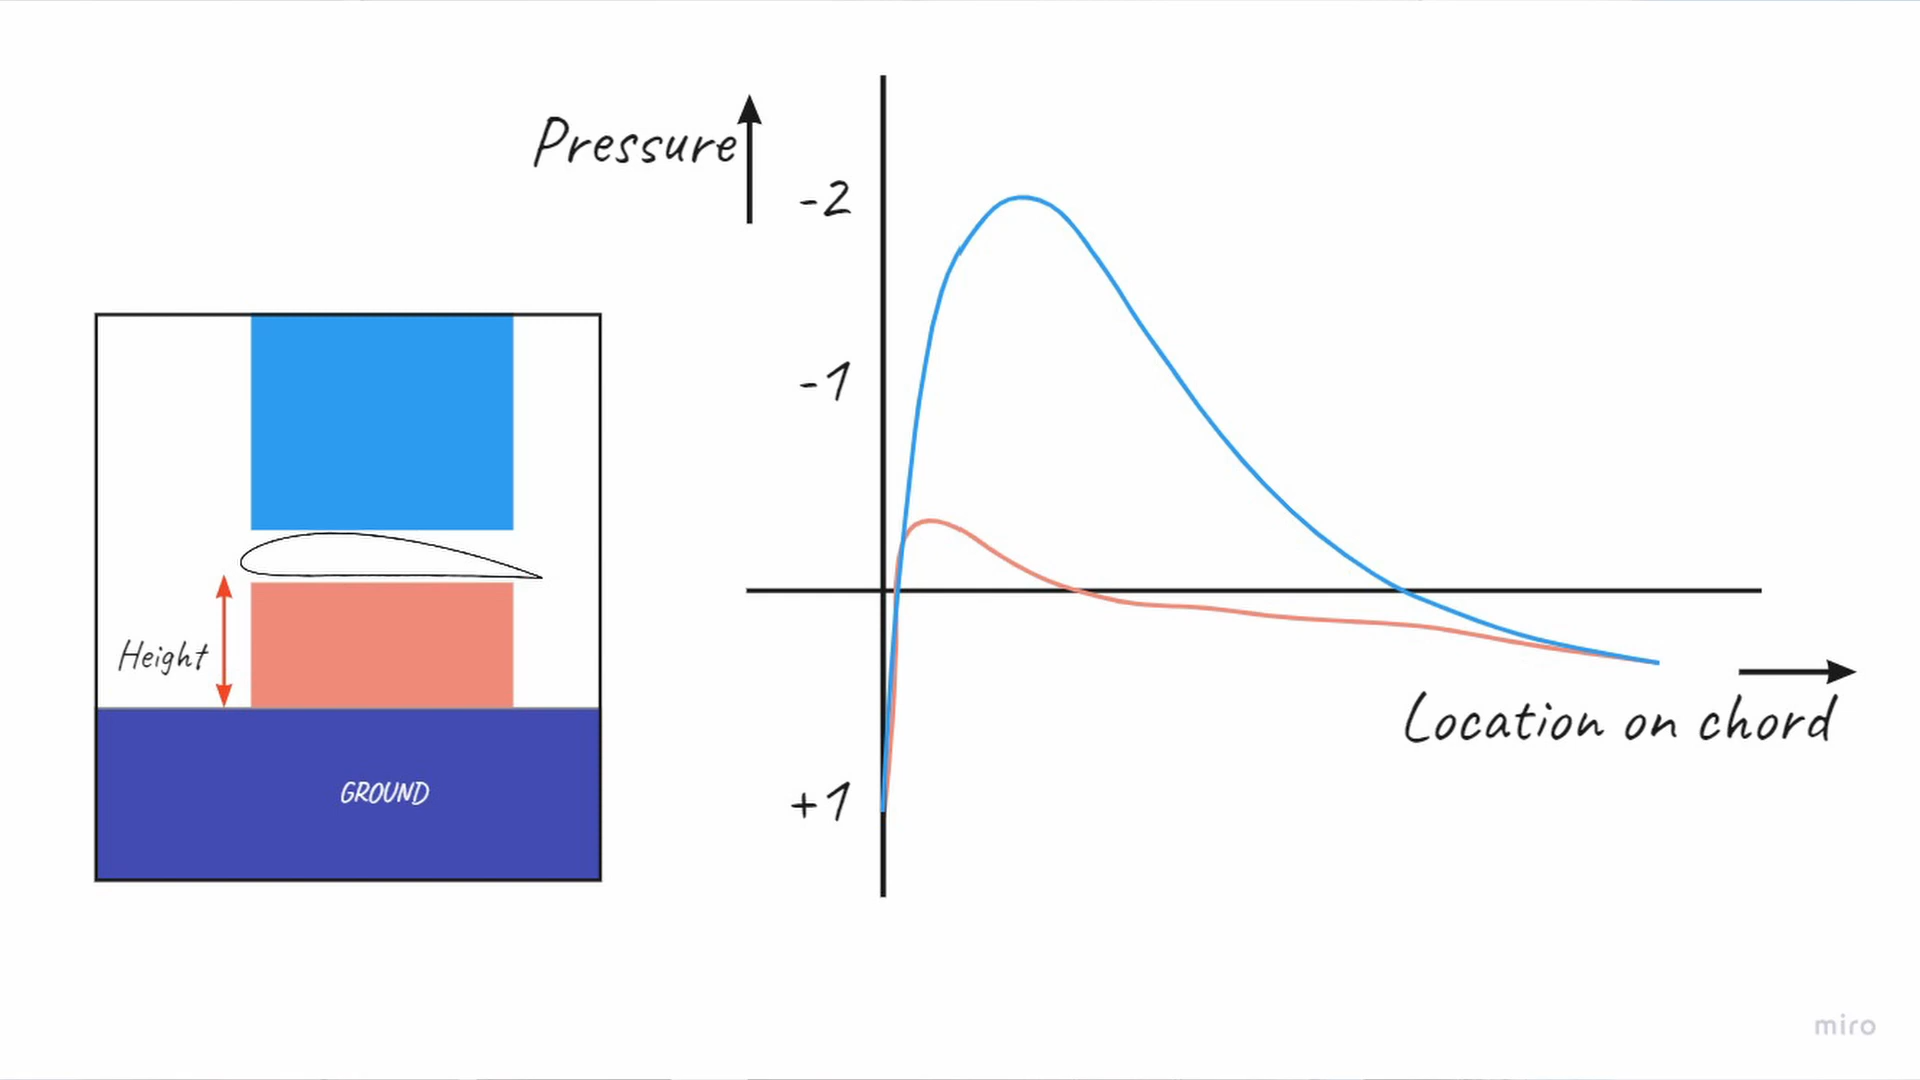 Pressure
-2
-1
Height
Location on chord
GROUND
+1
miro